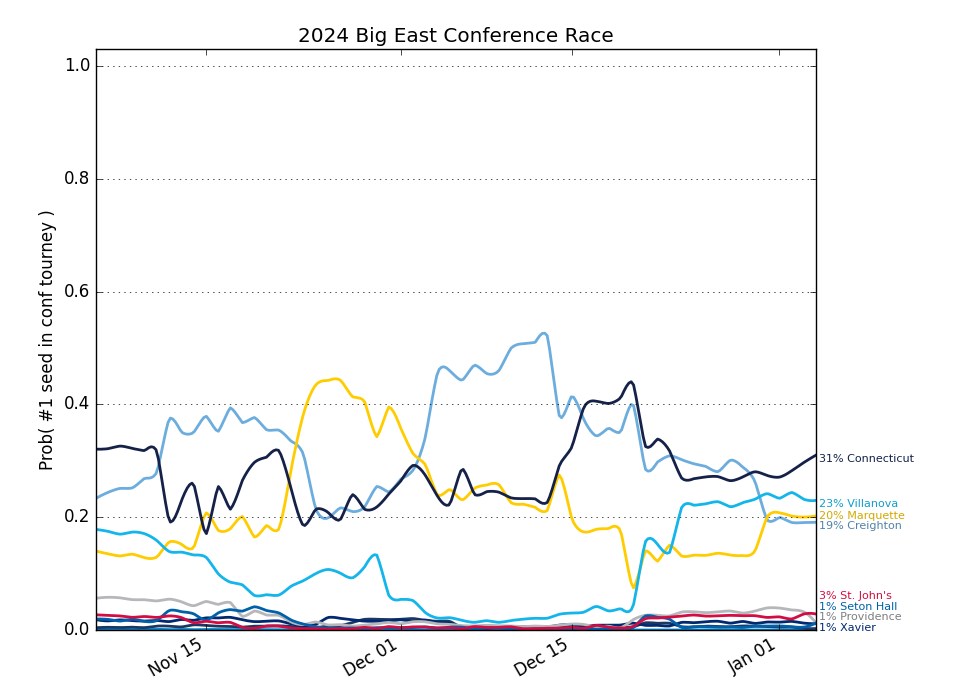 2024 Big East Conference Race
Prob( #1 seed in conf tourney )
1.0
0.8
0.6
0.4
0.2
0.0
Nov 15
Dec 01
Dec 15
Jan 01
31% Connecticut
23% Villanova
20% Marquette
19% Creighton
3% St. John's
1% Seton Hall
1% Providence
1% Xavier